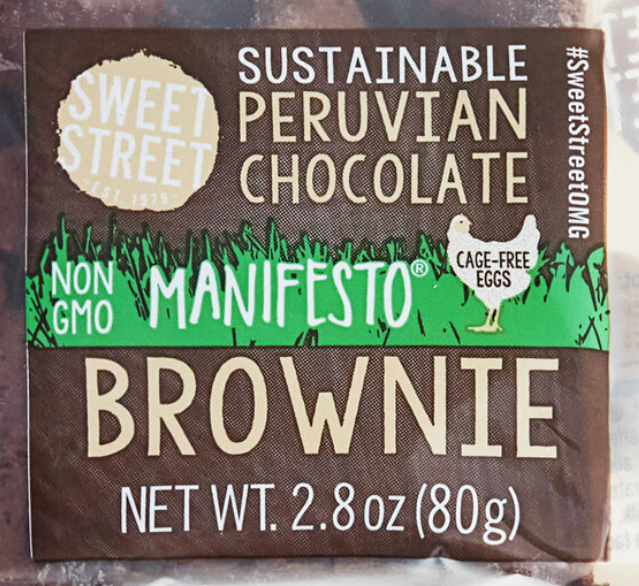 SWEET
STREET
EST. 1979
SUSTAINABLE
PERUVIAN
CHOCOLATE
#SweetStreetOMG
NON
GMO
MANIFESTO®
CAGE-FREE
EGGS
BROWNIE
NET WT. 2.8 oz (80g)